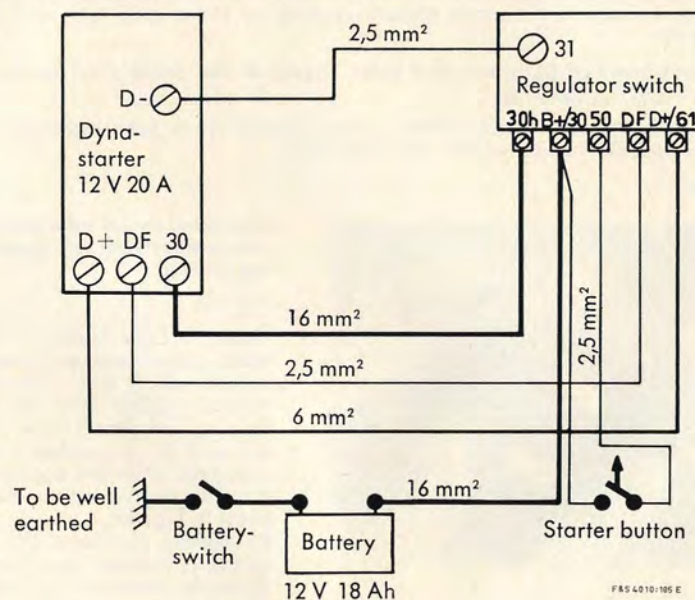 2,5 mm²
31
D-
Regulator switch
30h B+/30 50 DF D+/61
Dyna-
starter
12 V 20 A
D+ DF 30
16 mm²
2,5 mm²
2,5 mm²
6 mm²
16 mm²
To be well
earthed
Battery-
switch
Battery
Starter button
12 V 18 Ah
F&S 4010:105 E